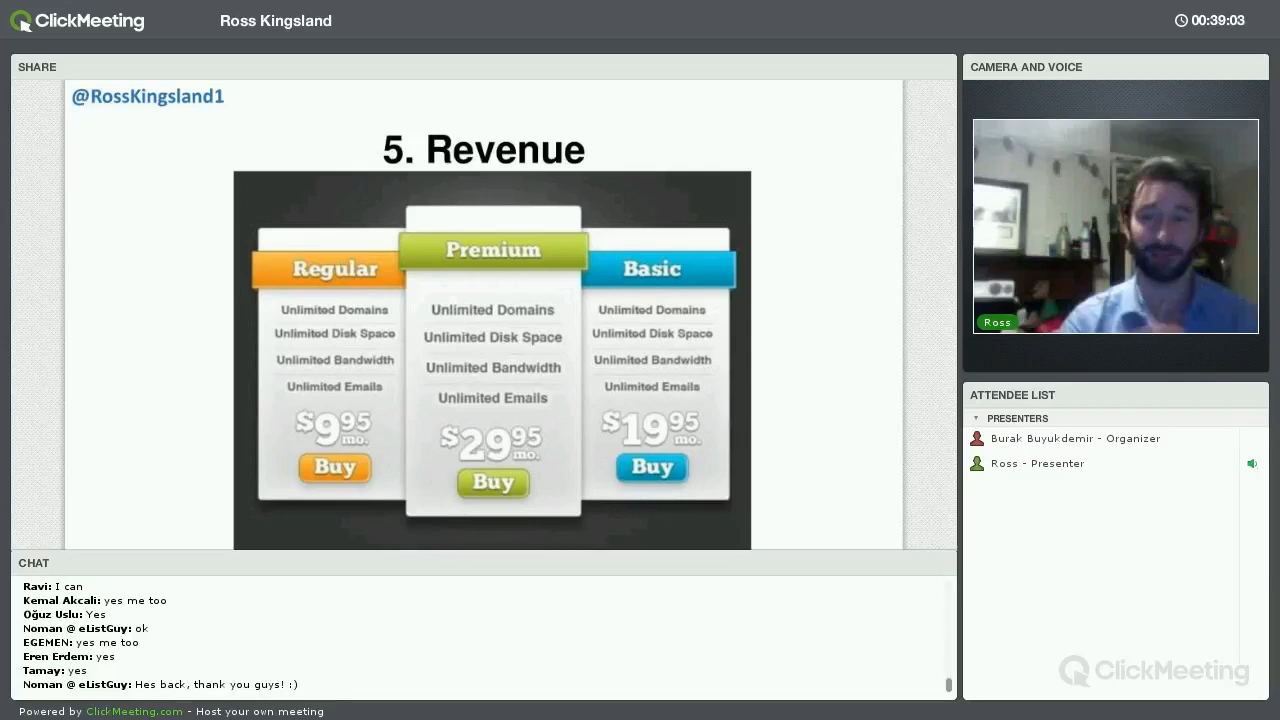 ClickMeeting
Ross Kingsland
00:39:03
SHARE
@RossKingsland1
5. Revenue
Regular
Unlimited Domains
Unlimited Disk Space
Unlimited Bandwidth
Unlimited Emails
$9.95 mo.
Buy
Premium
Unlimited Domains
Unlimited Disk Space
Unlimited Bandwidth
Unlimited Emails
$29.95 mo.
Buy
Basic
Unlimited Domains
Unlimited Disk Space
Unlimited Bandwidth
Unlimited Emails
$19.95 mo.
Buy
CAMERA AND VOICE
Ross
ATTENDEE LIST
PRESENTERS
Burak Buyukdemir - Organizer
Ross - Presenter
ClickMeeting
CHAT
Ravi: I can
Kemal Akcali: yes me too
Oğuz Uslu: Yes
Noman @ eListGuy: ok
EGEMEN: yes me too
Eren Erdem: yes
Tamay: yes
Noman @ eListGuy: Hes back, thank you guys! :)
Powered by ClickMeeting.com - Host your own meeting